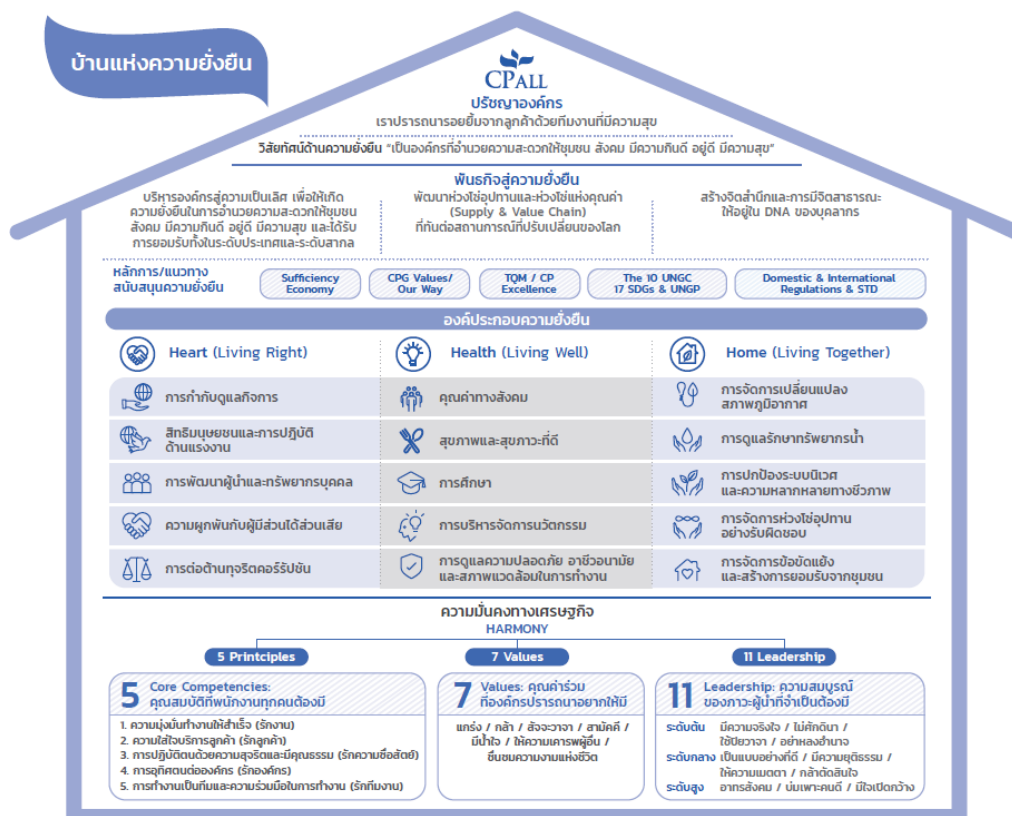 บ้านแห่งความยั่งยืน
CPALL
ปรัชญาองค์กร
เราปรารถนารอยยิ้มจากลูกค้าด้วยทีมงานที่มีความสุข
วิสัยทัศน์ด้านความยั่งยืน “เป็นองค์กรที่อำนวยความสะดวกให้ชุมชน สังคม มีความกินดี อยู่ดี มีความสุข”
พันธกิจสู่ความยั่งยืน
บริหารองค์กรสู่ความเป็นเลิศ เพื่อให้เกิด
ความยั่งยืนในการอำนวยความสะดวกให้ชุมชน
สังคม มีความกินดี อยู่ดี มีความสุข และได้รับ
การยอมรับทั้งในระดับประเทศและระดับสากล
พัฒนาห่วงโซ่อุปทานและห่วงโซ่แห่งคุณค่า
(Supply & Value Chain)
ที่ทันต่อสถานการณ์ที่ปรับเปลี่ยนของโลก
สร้างจิตสำนึกและการมีจิตสาธารณะ
ให้อยู่ใน DNA ของบุคลากร
หลักการ/แนวทาง
สนับสนุนความยั่งยืน
Sufficiency
Economy
CPG Values/
Our Way
TQM / CP
Excellence
The 10 UNGC
17 SDGs & UNGP
Domestic & International
Regulations & STD
องค์ประกอบความยั่งยืน
Heart (Living Right)
การกำกับดูแลกิจการ
สิทธิมนุษยชนและการปฏิบัติ
ด้านแรงงาน
การพัฒนาผู้นำและทรัพยากรบุคคล
ความผูกพันกับผู้มีส่วนได้ส่วนเสีย
การต่อต้านทุจริตคอร์รัปชัน
Health (Living Well)
คุณค่าทางสังคม
สุขภาพและสุขภาวะที่ดี
การศึกษา
การบริหารจัดการนวัตกรรม
การดูแลความปลอดภัย อาชีวอนามัย
และสภาพแวดล้อมในการทำงาน
Home (Living Together)
การจัดการเปลี่ยนแปลง
สภาพภูมิอากาศ
การดูแลรักษาทรัพยากรน้ำ
การปกป้องระบบนิเวศ
และความหลากหลายทางชีวภาพ
การจัดการห่วงโซ่อุปทาน
อย่างรับผิดชอบ
การจัดการข้อขัดแย้ง
และสร้างการยอมรับจากชุมชน
ความมั่นคงทางเศรษฐกิจ
HARMONY
5 Printciples
5 Core Competencies:
คุณสมบัติที่พนักงานทุกคนต้องมี
1. ความมุ่งมั่นทำงานให้สำเร็จ (รักงาน)
2. ความใส่ใจบริการลูกค้า (รักลูกค้า)
3. การปฏิบัติตนด้วยความสุจริตและมีคุณธรรม (รักความซื่อสัตย์)
4. การอุทิศตนต่อองค์กร (รักองค์กร)
5. การทำงานเป็นทีมและความร่วมมือในการทำงาน (รักทีมงาน)
7 Values
7 Values: คุณค่าร่วม
ที่องค์กรปรารถนาอยากให้มี
แกร่ง / กล้า / สัจจะวาจา / สามัคคี /
มีน้ำใจ / ให้ความเคารพผู้อื่น /
ชื่นชมความงามแห่งชีวิต
11 Leadership
11 Leadership: ความสมบูรณ์
ของภาวะผู้นำที่จำเป็นต้องมี
ระดับต้น มีความจริงใจ / ไม่ศักดินา /
ใช้ปิยวาจา / อย่าหลงอำนาจ
ระดับกลาง เป็นแบบอย่างที่ดี / มีความยุติธรรม /
ให้ความเมตตา / กล้าตัดสินใจ
ระดับสูง อาทรสังคม / บ่มเพาะคนดี / มีใจเปิดกว้าง